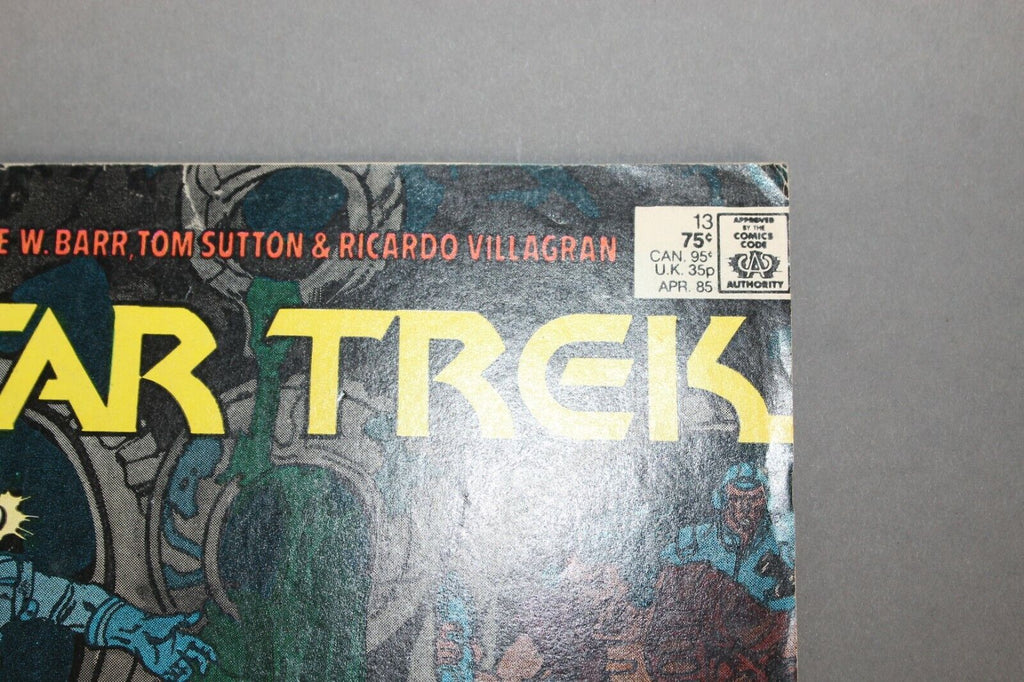 E W. BARR, TOM SUTTON & RICARDO VILLAGRAN
13
75¢
CAN. 95¢
U.K. 35p
APR. 85
APPROVED
BY THE
COMICS
CODE
CA
AUTHORITY
TAR TREK